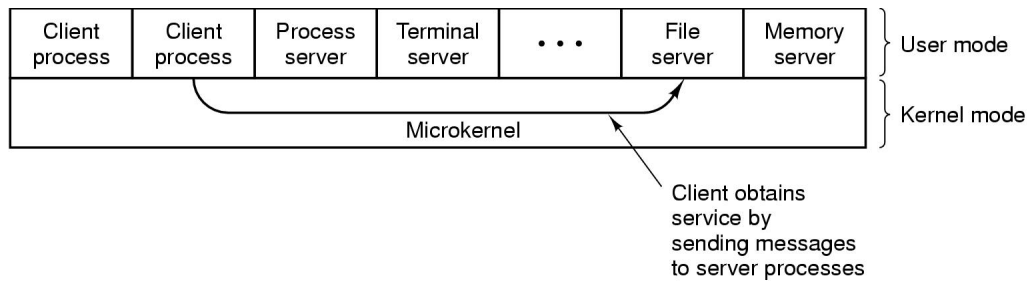 Client process
Client process
Process server
Terminal server
• • •
File server
Memory server
User mode
Microkernel
Kernel mode
Client obtains
service by
sending messages
to server processes